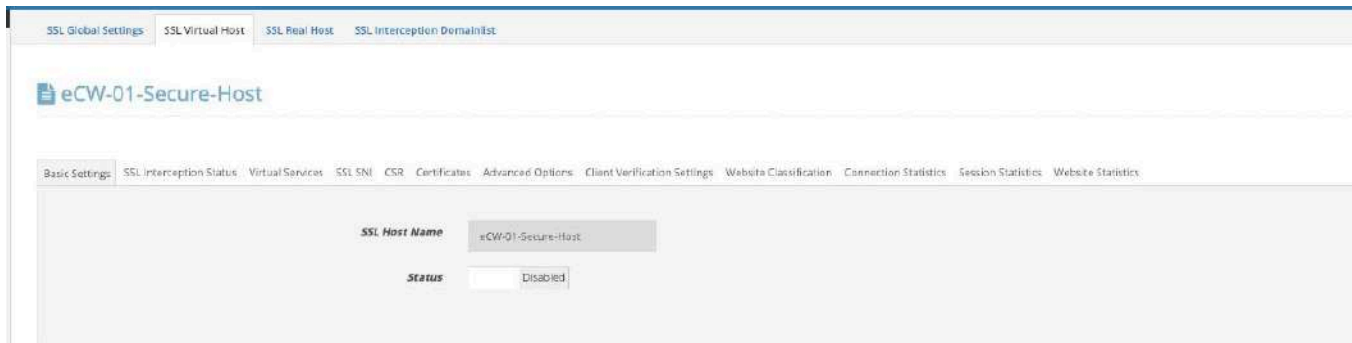 SSL Global Settings SSL Virtual Host SSL Real Host SSL Interception Domainlist
eCW-01-Secure-Host
Basic Settings SSL Interception Status Virtual Services SSL SNI CSR Certificates Advanced Options Client Verification Settings Website Classification Connection Statistics Session Statistics Website Statistics
SSL Host Name eCW-01-Secure-Host
Status Disabled